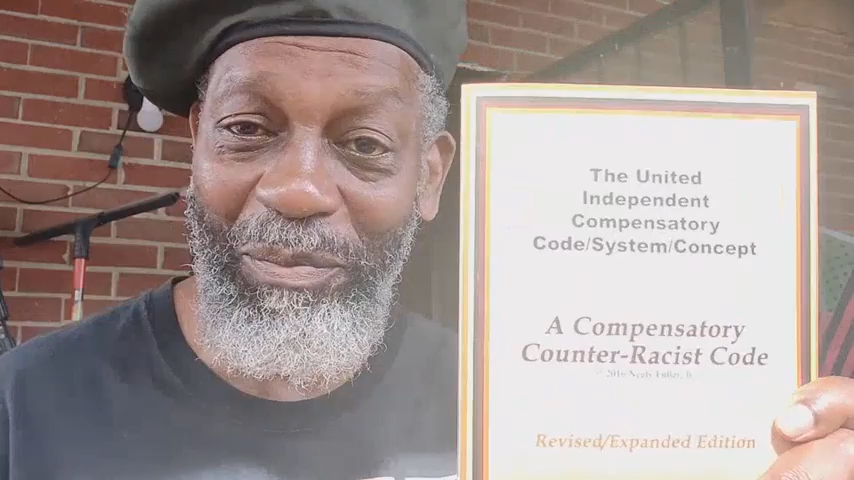 The United
Independent
Compensatory
Code/System/Concept
A Compensatory
Counter-Racist Code
Revised/Expanded Edition